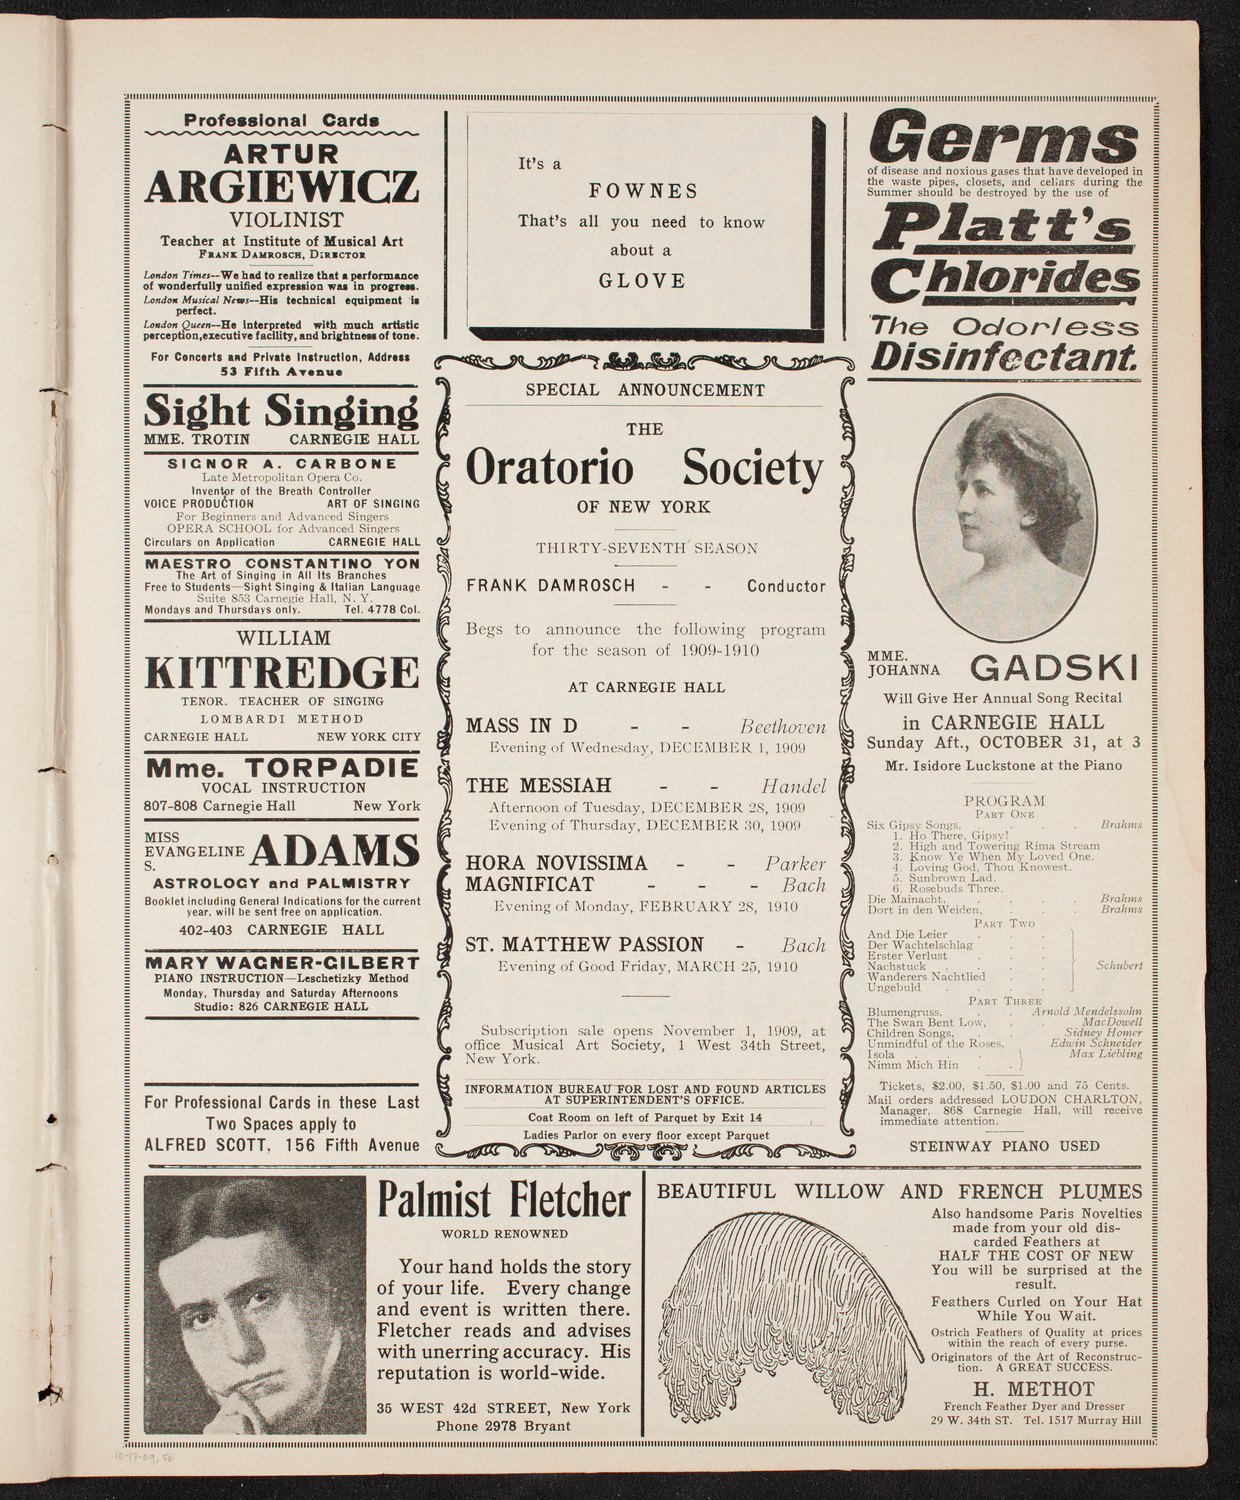 Professional Cards
ARTUR
ARGIEWICZ
VIOLINIST
Teacher at Institute of Musical Art
FRANK DAMROSCH, DIRECTOR
London Times--We had to realize that a performance
of wonderfully unified expression was in progress.
London Musical News--His technical equipment is
perfect.
London Queen--He interpreted with much artistic
perception, executive facility, and brightness of tone.
For Concerts and Private Instruction, Address
53 Fifth Avenue
Sight Singing
MME. TROTIN CARNEGIE HALL
SIGNOR A. CARBONE
Late Metropolitan Opera Co.
Inventor of the Breath Controller
VOICE PRODUCTION ART OF SINGING
For Beginners and Advanced Singers
OPERA SCHOOL for Advanced Singers
Circulars on Application CARNEGIE HALL
MAESTRO CONSTANTINO YON
The Art of Singing in All Its Branches
Free to Students—Sight Singing & Italian Language
Suite 853 Carnegie Hall, N. Y.
Mondays and Thursdays only. Tel. 4778 Col.
WILLIAM
KITTREDGE
TENOR. TEACHER OF SINGING
LOMBARDI METHOD
CARNEGIE HALL NEW YORK CITY
Mme. TORPADIE
VOCAL INSTRUCTION
807-808 Carnegie Hall New York
MISS
EVANGELINE ADAMS
S.
ASTROLOGY and PALMISTRY
Booklet including General Indications for the current
year, will be sent free on application.
402-403 CARNEGIE HALL
MARY WAGNER-GILBERT
PIANO INSTRUCTION—Leschetizky Method
Monday, Thursday and Saturday Afternoons
Studio: 826 CARNEGIE HALL
For Professional Cards in these Last
Two Spaces apply to
ALFRED SCOTT, 156 Fifth Avenue
It's a
FOWNES
That's all you need to know
about a
GLOVE
SPECIAL ANNOUNCEMENT
THE
Oratorio Society
OF NEW YORK
THIRTY-SEVENTH SEASON
FRANK DAMROSCH - - Conductor
Begs to announce the following program
for the season of 1909-1910
AT CARNEGIE HALL
MASS IN D - - Beethoven
Evening of Wednesday, DECEMBER 1, 1909
THE MESSIAH - - Handel
Afternoon of Tuesday, DECEMBER 28, 1909
Evening of Thursday, DECEMBER 30, 1909
HORA NOVISSIMA - - Parker
MAGNIFICAT - - - Bach
Evening of Monday, FEBRUARY 28, 1910
ST. MATTHEW PASSION - Bach
Evening of Good Friday, MARCH 25, 1910
Subscription sale opens November 1, 1909, at
office Musical Art Society, 1 West 34th Street,
New York.
INFORMATION BUREAU FOR LOST AND FOUND ARTICLES
AT SUPERINTENDENT'S OFFICE.
Coat Room on left of Parquet by Exit 14
Ladies Parlor on every floor except Parquet
Germs
of disease and noxious gases that have developed in
the waste pipes, closets, and cellars during the
Summer should be destroyed by the use of
Platt's
Chlorides
The Odorless
Disinfectant.
MME.
JOHANNA GADSKI
Will Give Her Annual Song Recital
in CARNEGIE HALL
Sunday Aft., OCTOBER 31, at 3
Mr. Isidore Luckstone at the Piano
PROGRAM
PART ONE
Six Gipsy Songs, . . . Brahms
1. Ho There, Gipsy!
2. High and Towering Rima Stream
3. Know Ye When My Loved One.
4. Loving God, Thou Knowest.
5. Sunbrown Lad.
6. Rosebuds Three.
Die Mainacht, . . . . Brahms
Dort in den Weiden, . . . Brahms
PART TWO
And Die Leier . . .
Der Wachtelschlag . .
Erster Verlust . . .
Nachstuck . . . . Schubert
Wanderers Nachtlied . .
Ungebuld . . . .
PART THREE
Blumengruss, . . Arnold Mendelssohn
The Swan Bent Low, . . MacDowell
Children Songs, . Sidney Homer
Unmindful of the Roses, Edwin Schneider
Isola . . . . Max Liebling
Nimm Mich Hin . .
Tickets, $2.00, $1.50, $1.00 and 75 Cents.
Mail orders addressed LOUDON CHARLTON,
Manager, 868 Carnegie Hall, will receive
immediate attention.
STEINWAY PIANO USED
Palmist Fletcher
WORLD RENOWNED
Your hand holds the story
of your life. Every change
and event is written there.
Fletcher reads and advises
with unerring accuracy. His
reputation is world-wide.
35 WEST 42d STREET, New York
Phone 2978 Bryant
BEAUTIFUL WILLOW AND FRENCH PLUMES
Also handsome Paris Novelties
made from your old dis-
carded Feathers at
HALF THE COST OF NEW
You will be surprised at the
result.
Feathers Curled on Your Hat
While You Wait.
Ostrich Feathers of Quality at prices
within the reach of every purse.
Originators of the Art of Reconstruc-
tion. A GREAT SUCCESS.
H. METHOT
French Feather Dyer and Dresser
29 W. 34th ST. Tel. 1517 Murray Hill
10-17-09, SE